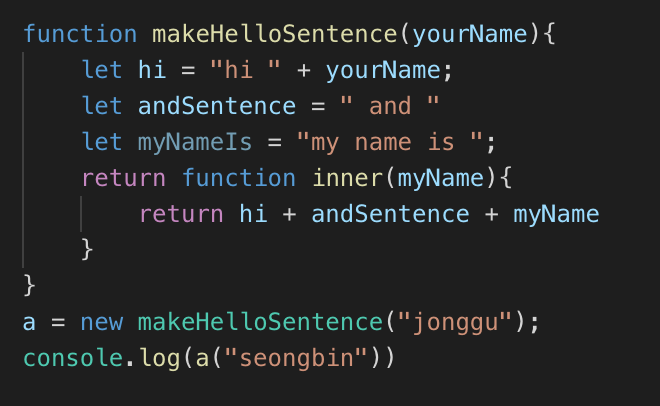 function makeHelloSentence(yourName){
    let hi = "hi " + yourName;
    let andSentence = " and "
    let myNameIs = "my name is ";
    return function inner(myName){
        return hi + andSentence + myName
    }
}
a = new makeHelloSentence("jonggu");
console.log(a("seongbin"))